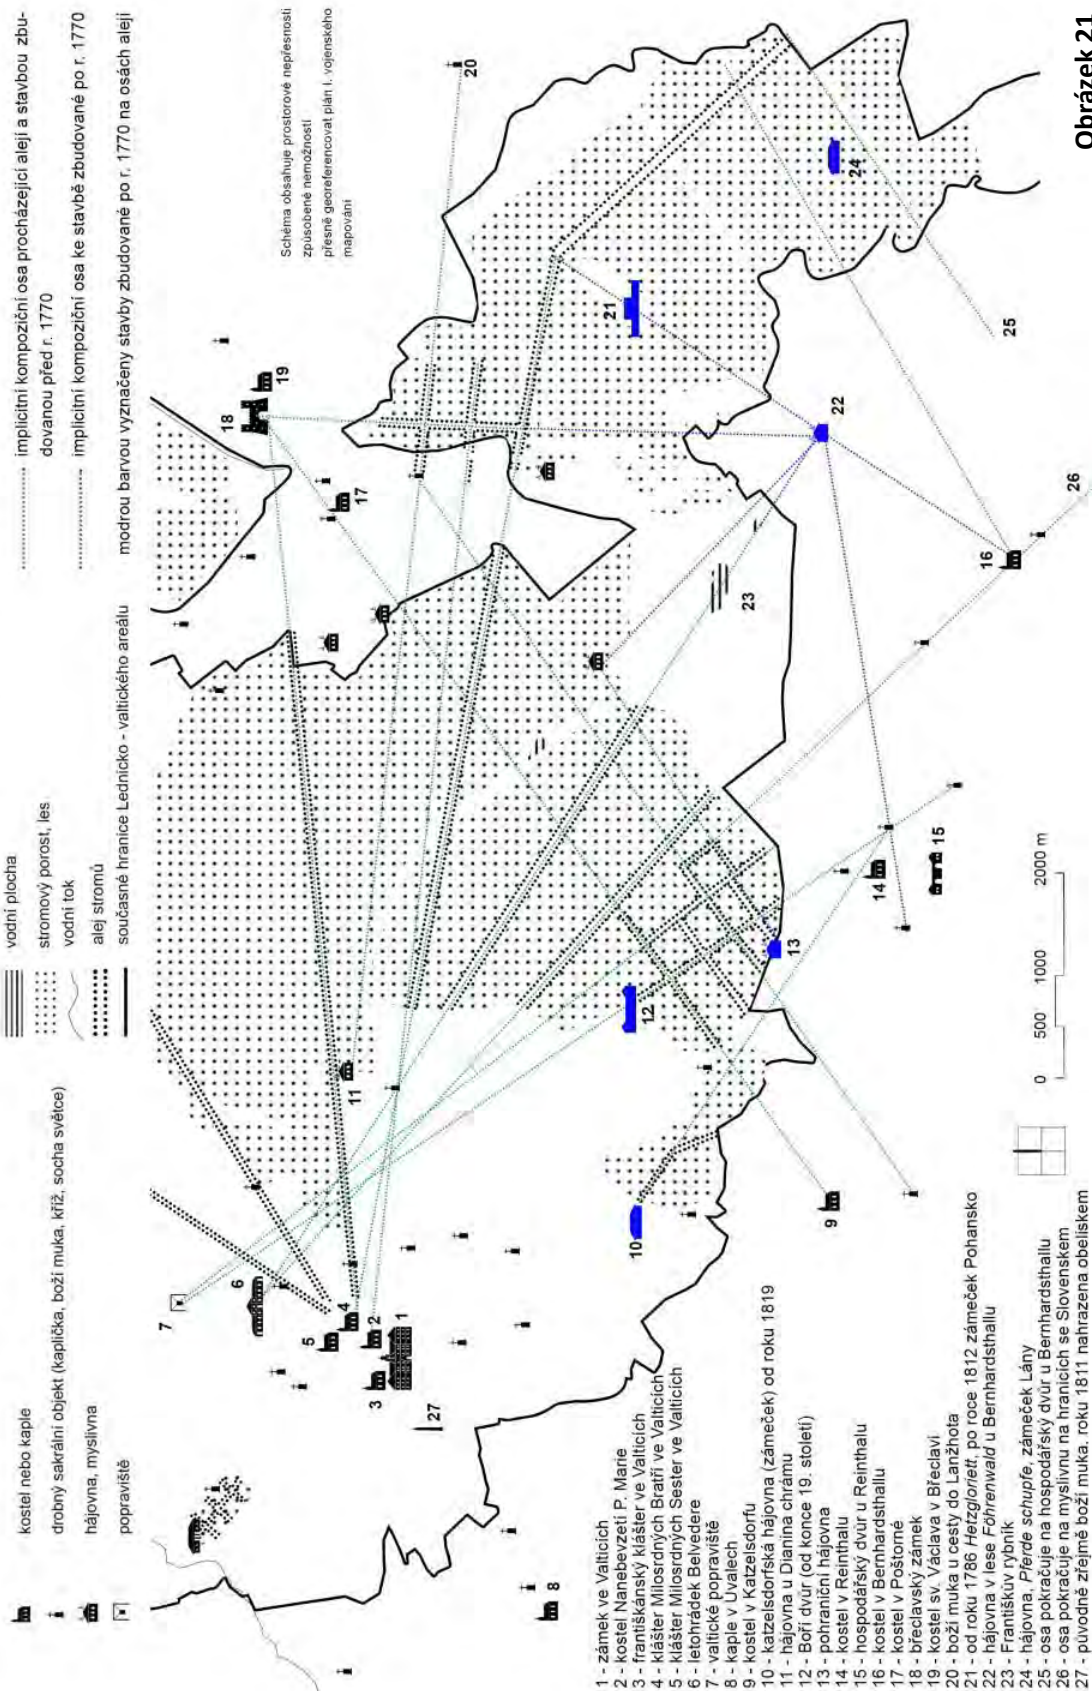 kostel nebo kaple
drobný sakrální objekt (kaplička, boží muka, kříž, socha světce)
hájovna, myslivna
popraviště
vodní plocha
stromový porost, les
vodní tok
alej stromů
současné hranice Lednicko - valtického areálu
implicitní kompoziční osa procházející alejí a stavbou zbu-
dovanou před r. 1770
implicitní kompoziční osa ke stavbě zbudované po r. 1770
modrou barvou vyznačeny stavby zbudované po r. 1770 na osách alejí
Schéma obsahuje prostorové nepřesnosti
způsobené nemožností
přesně georeferencovat plán I. vojenského
mapování
1
2
3
4
5
6
7
8
9
10
11
12
13
14
15
16
17
18
19
20
21
22
23
24
25
26
27
0
500
1000
2000 m
1 - zámek ve Valticích
2 - kostel Nanebevzetí P. Marie
3 - františkánský klášter ve Valticích
4 - klášter Milosrdných Bratří ve Valticích
5 - klášter Milosrdných Sester ve Valticích
6 - letohrádek Belvedere
7 - valtické popraviště
8 - kaple v Úvalech
9 - kostel v Katzelsdorfu
10 - katzelsdorfská hájovna (zámeček) od roku 1819
11 - hájovna u Dianina chrámu
12 - Boří dvůr (od konce 19. století)
13 - pohraniční hájovna
14 - kostel v Reinthalu
15 - hospodářský dvůr u Reinthalu
16 - kostel v Bernhardsthallu
17 - kostel v Poštorné
18 - břeclavský zámek
19 - kostel sv. Václava v Břeclavi
20 - boží muka u cesty do Lanžhota
21 - od roku 1786 Hetzgloriett, po roce 1812 zámeček Pohansko
22 - hájovna v lese Föhrenwald u Bernhardsthallu
23 - Františkův rybník
24 - hájovna, Pferde schupfe, zámeček Lány
25 - osa pokračuje na hospodářský dvůr u Bernhardsthallu
26 - osa pokračuje na myslivnu na hranicích se Slovenskem
27 - původně zřejmě boží muka, roku 1811 nahrazena obeliskem
Obrázek 21